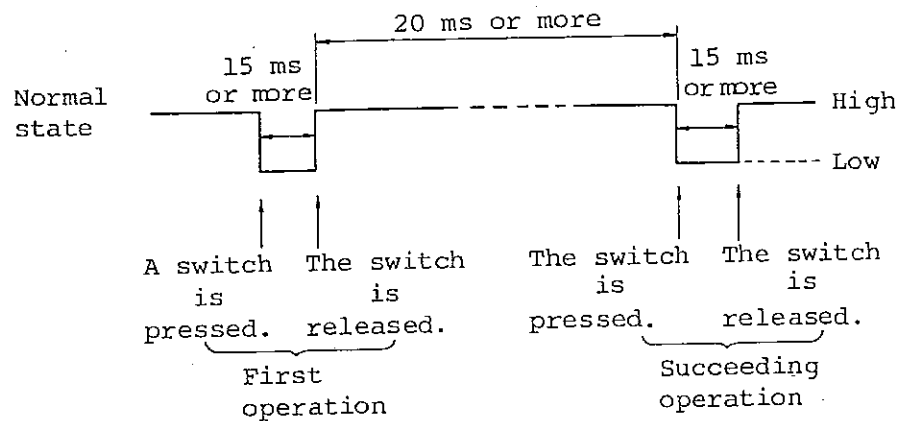 20 ms or more
15 ms
or more
15 ms
or more
Normal
state
High
Low
A switch
is
pressed.
The switch
is
released.
The switch
is
pressed.
The switch
is
released.
First
operation
Succeeding
operation